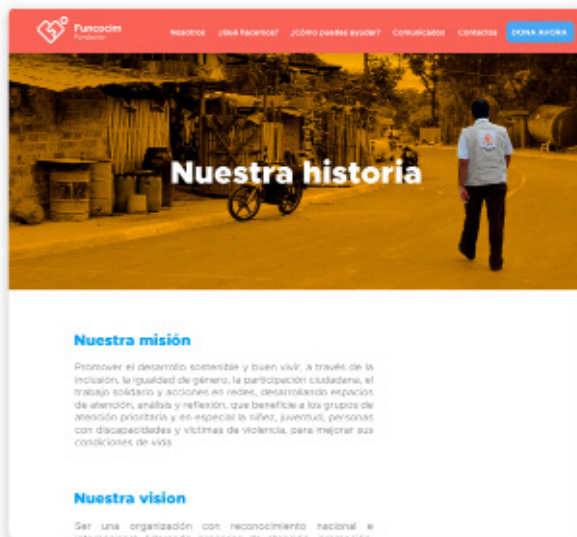 Funcocim
Fundación
Nosotros ¿Qué hacemos? ¿Cómo puedes ayudar? Comunicados Contactos DONA AHORA
Nuestra historia
Nuestra misión
Promover el desarrollo sostenible y buen vivir, a través de la
inclusión, la igualdad de género, la participación ciudadana, el
trabajo solidario y acciones en redes, desarrollando espacios
de atención, análisis y reflexión, que beneficie a los grupos de
atención prioritaria y en especial la niñez, juventud, personas
con discapacidades y víctimas de violencia, para mejorar sus
condiciones de vida.
Nuestra vision
Ser una organización con reconocimiento nacional e